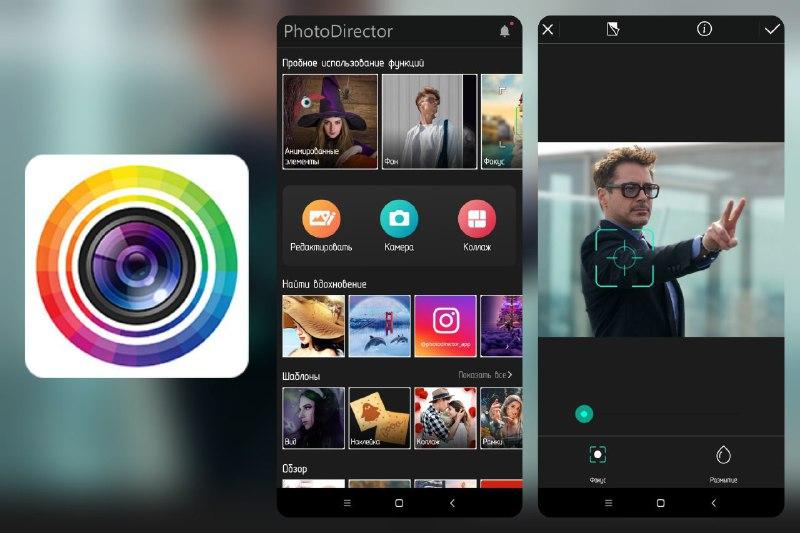 PhotoDirector
Пробное использование функций
Анимированные
элементы
Фон
Фокус
Редактировать
Камера
Коллаж
Найти вдохновение
@photodirector_app
Шаблоны
Показать все
Вид
Наклейка
Коллаж
Рамки
Обзор
Фокус
Размытие